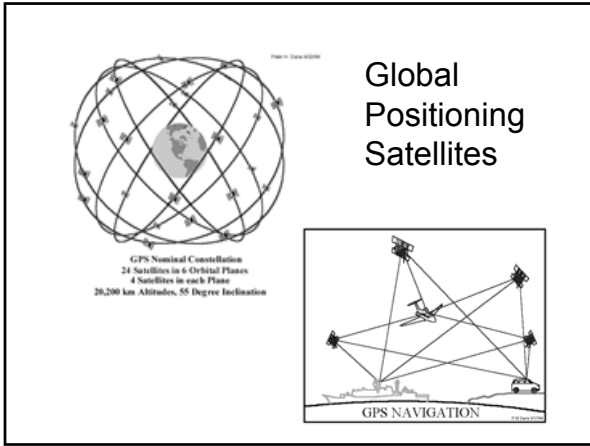 Global
Positioning
Satellites
GPS Nominal Constellation
24 Satellites in 6 Orbital Planes
4 Satellites in each Plane
20,200 km Altitudes, 55 Degree Inclination
GPS NAVIGATION